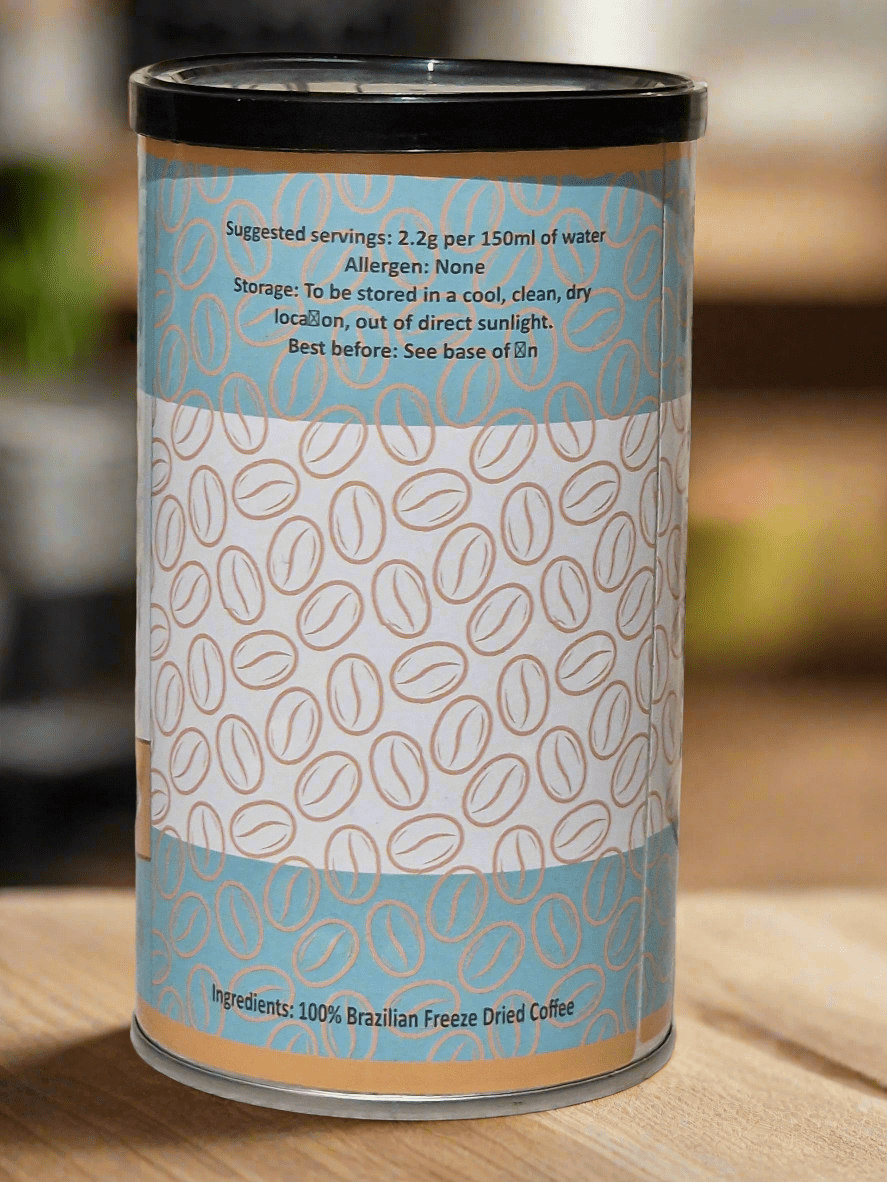 Suggested servings: 2.2g per 150ml of water
Allergen: None
Storage: To be stored in a cool, clean, dry
loca☒on, out of direct sunlight.
Best before: See base of ☒n
Ingredients: 100% Brazilian Freeze Dried Coffee